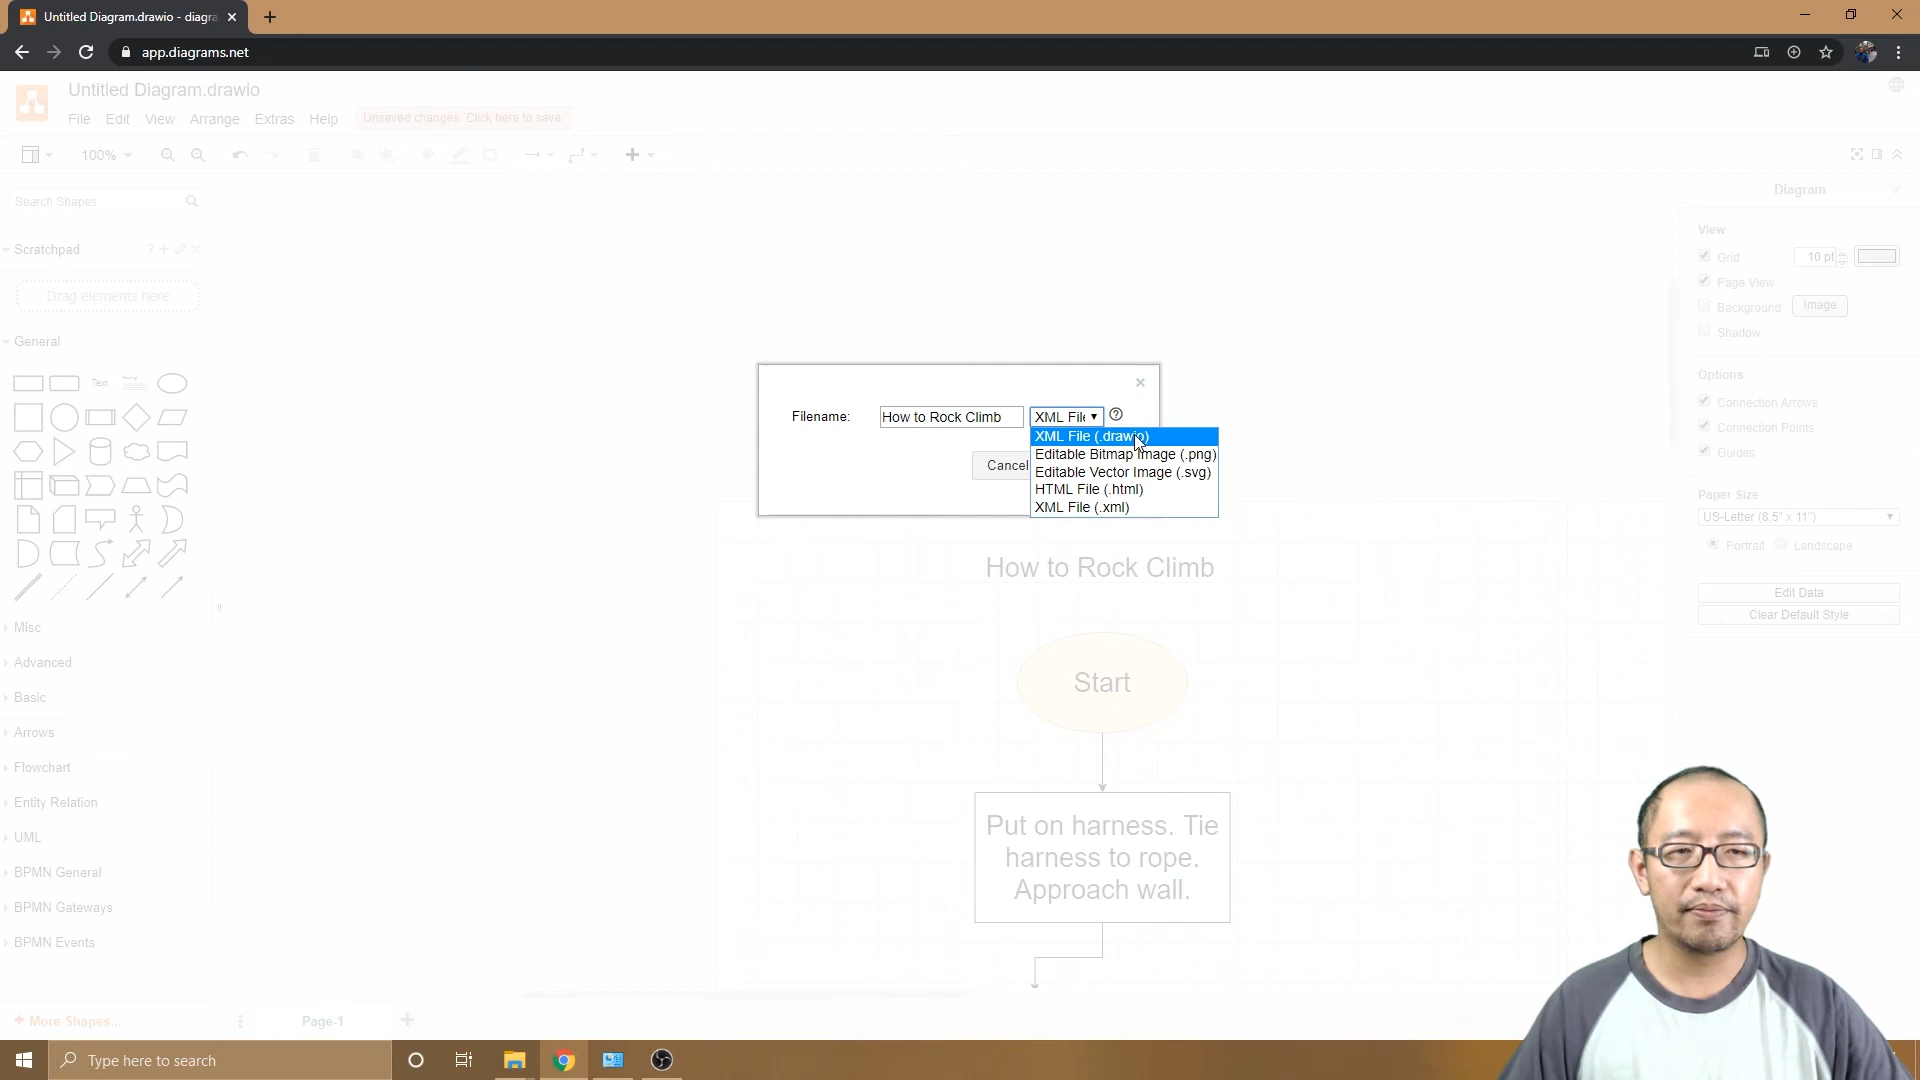 Untitled Diagram.drawio - diagra
app.diagrams.net
Untitled Diagram.drawio
File Edit View Arrange Extras Help Unsaved changes. Click here to save.
100%
Search Shapes
Scratchpad
Drag elements here
General
Text
Misc
Advanced
Basic
Arrows
Flowchart
Entity Relation
UML
BPMN General
BPMN Gateways
BPMN Events
+ More Shapes...
Filename: How to Rock Climb XML File
XML File (.drawio)
Editable Bitmap Image (.png)
Editable Vector Image (.svg)
HTML File (.html)
XML File (.xml)
Cancel
How to Rock Climb
Start
Put on harness. Tie
harness to rope.
Approach wall.
Page-1
Diagram
View
Grid 10 pt
Page View
Background Image
Shadow
Options
Connection Arrows
Connection Points
Guides
Paper Size
US-Letter (8,5" x 11")
Portrait Landscape
Edit Data
Clear Default Style
Type here to search